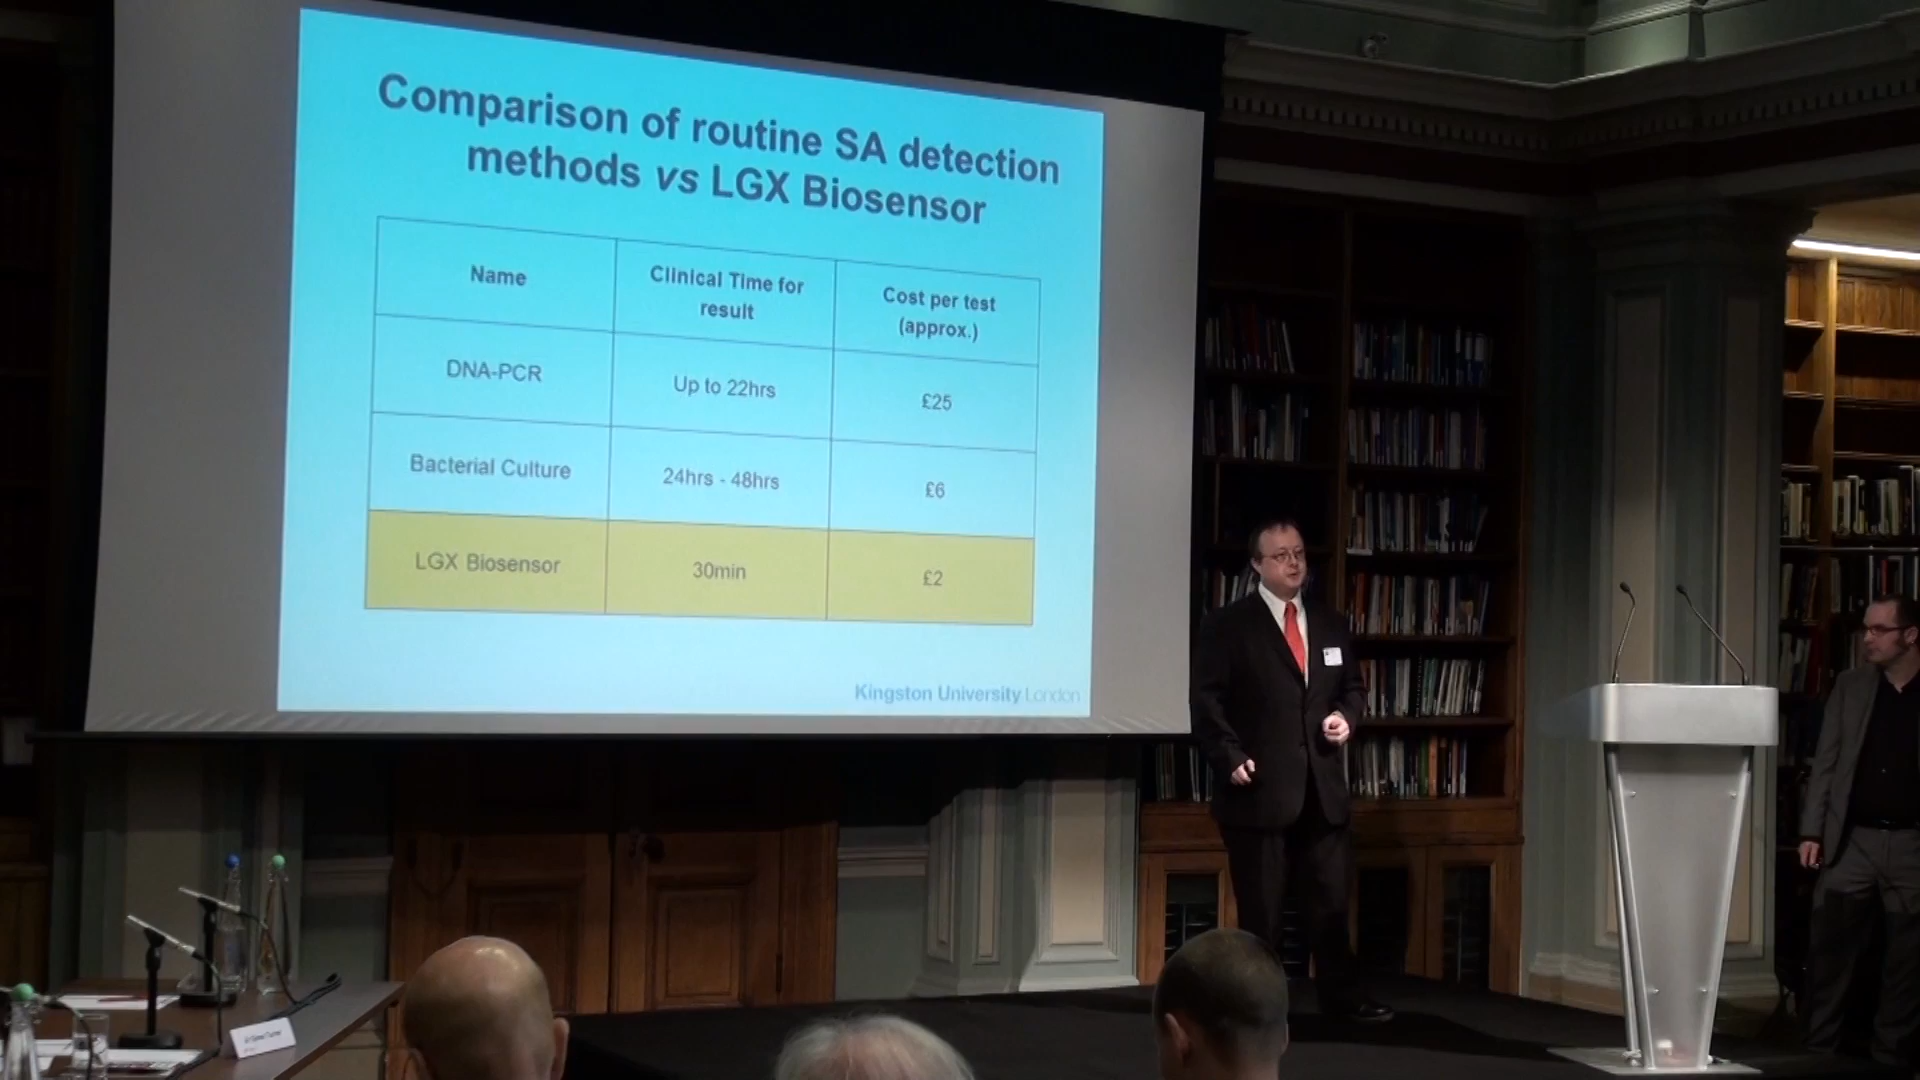 Comparison of routine SA detection
methods vs LGX Biosensor
Name
Clinical Time for
result
Cost per test
(approx.)
DNA-PCR
Up to 22hrs
£25
Bacterial Culture
24hrs - 48hrs
£6
LGX Biosensor
30min
£2
Kingston University London